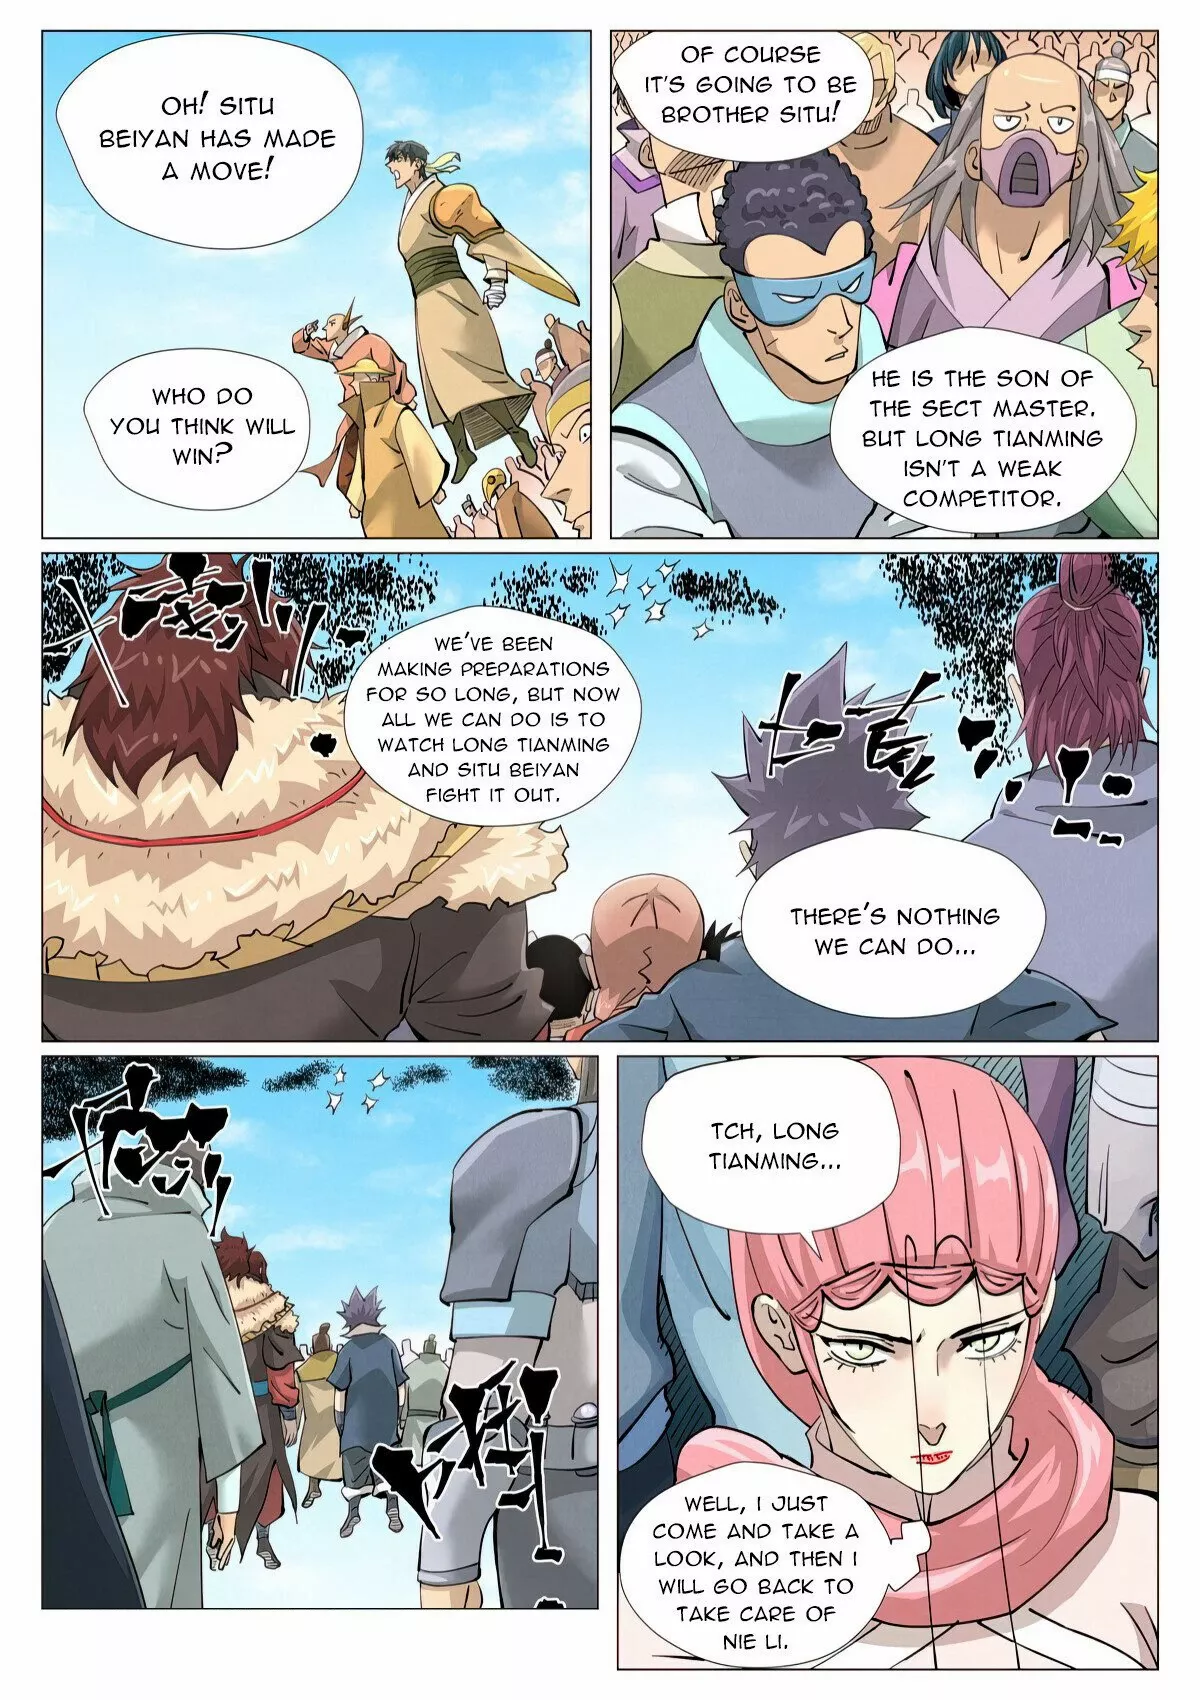 OH! SITU
BEIYAN HAS MADE
A MOVE!
WHO DO
YOU THINK WILL
WIN?
OF COURSE
IT'S GOING TO BE
BROTHER SITU!
HE IS THE SON OF
THE SECT MASTER.
BUT LONG TIANMING
ISN'T A WEAK
COMPETITOR.
WE'VE BEEN
MAKING PREPARATIONS
FOR SO LONG, BUT NOW
ALL WE CAN DO IS TO
WATCH LONG TIANMING
AND SITU BEIYAN
FIGHT IT OUT.
THERE'S NOTHING
WE CAN DO...
TCH, LONG
TIANMING...
WELL, I JUST
COME AND TAKE A
LOOK, AND THEN I
WILL GO BACK TO
TAKE CARE OF
NIE LI.